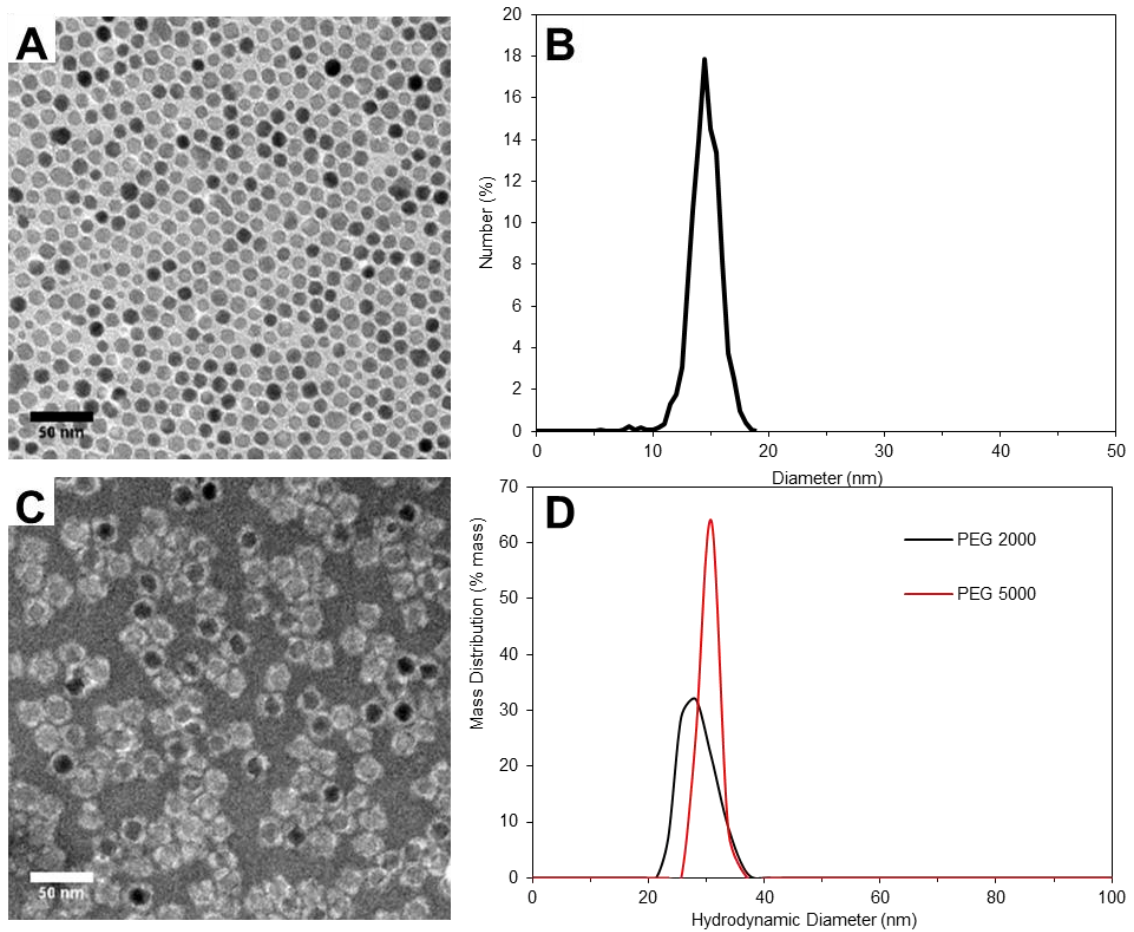 A
50 nm
B
20
18
16
14
12
10
8
6
4
2
0
Number (%)
0 10 20 30 40 50
Diameter (nm)
C
50 nm
D
70
60
50
40
30
20
10
0
Mass Distribution (% mass)
PEG 2000
PEG 5000
0 20 40 60 80 100
Hydrodynamic Diameter (nm)